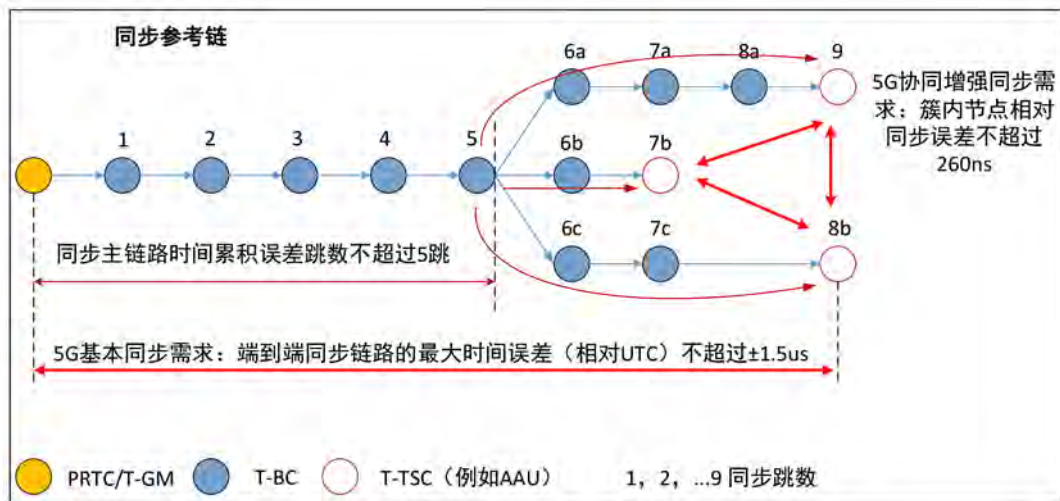 同步参考链
6a
7a
8a
9
5G协同增强同步需
求：簇内节点相对
同步误差不超过
260ns
1
2
3
4
5
6b
7b
6c
7c
8b
同步主链路时间累积误差跳数不超过5跳
5G基本同步需求：端到端同步链路的最大时间误差（相对UTC）不超过±1.5us
PRTC/T-GM
T-BC
T-TSC（例如AAU）
1，2，...9 同步跳数